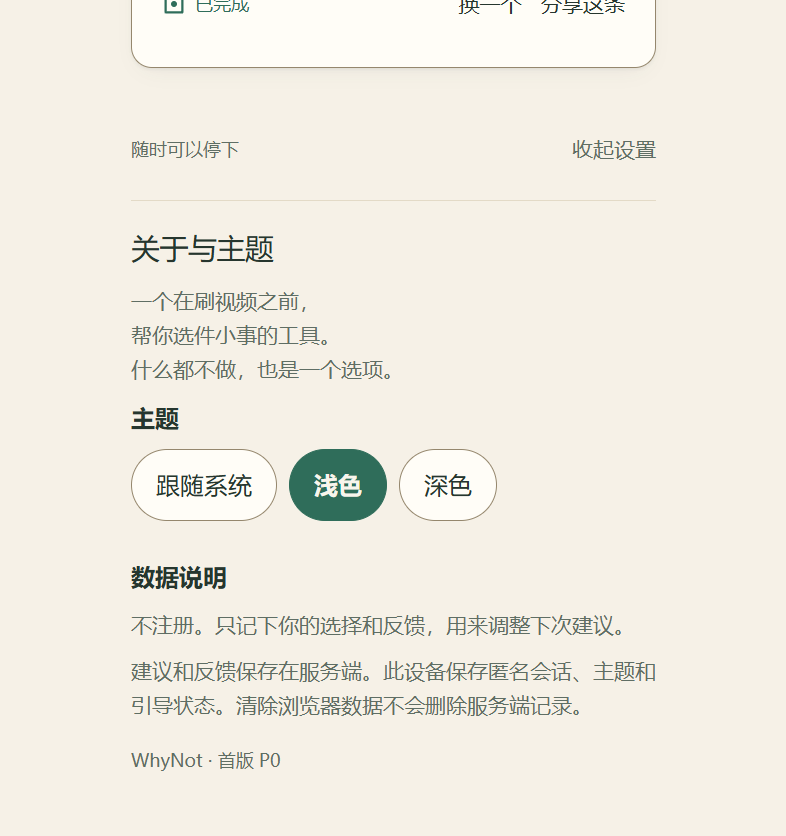 已完成 换一个 分享这条
随时可以停下 收起设置
关于与主题
一个在刷视频之前，
帮你选件小事的工具。
什么都不做，也是一个选项。
主题
跟随系统 浅色 深色
数据说明
不注册。只记下你的选择和反馈，用来调整下次建议。
建议和反馈保存在服务端。此设备保存匿名会话、主题和
引导状态。清除浏览器数据不会删除服务端记录。
WhyNot · 首版 P0